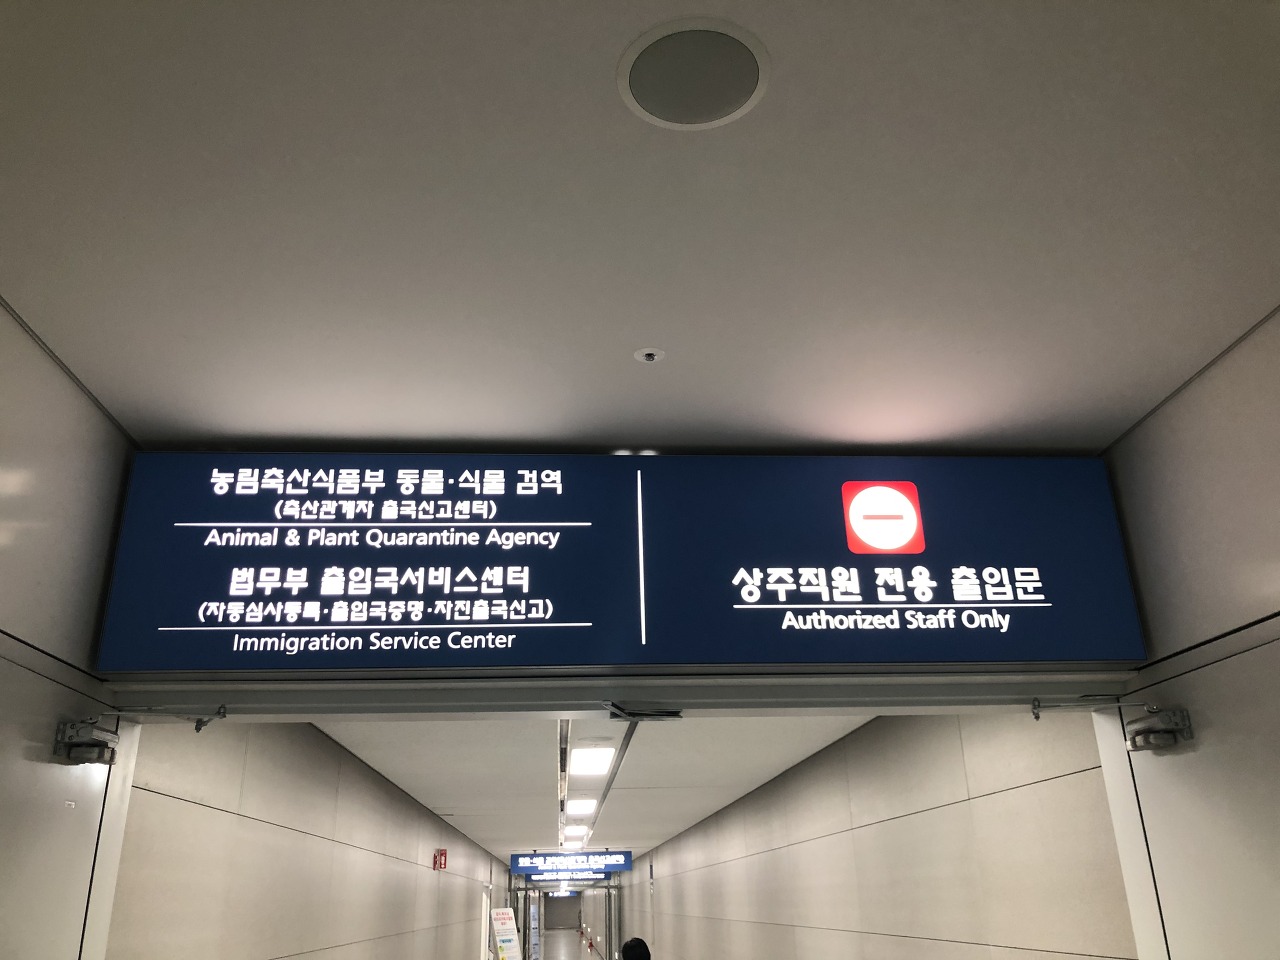 농림축산식품부 동물·식물 검역
(축산관계자 출국신고센터)
Animal & Plant Quarantine Agency
법무부 출입국서비스센터
(자동심사등록·출입국증명·자진출국신고)
Immigration Service Center
상주직원 전용 출입문
Authorized Staff Only